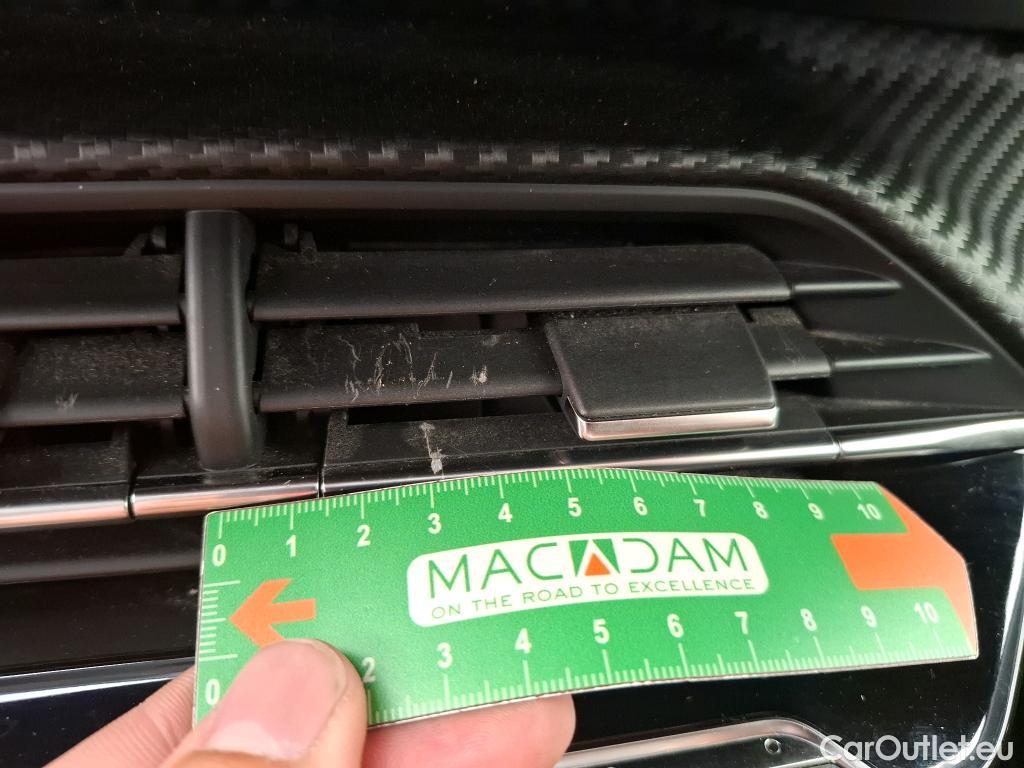 0 1 2 3 4 5 6 7 8 9 10
MACADAM
ON THE ROAD TO EXCELLENCE
0 2 3 4 5 6 7 8 9 10
CarOutlet.eu